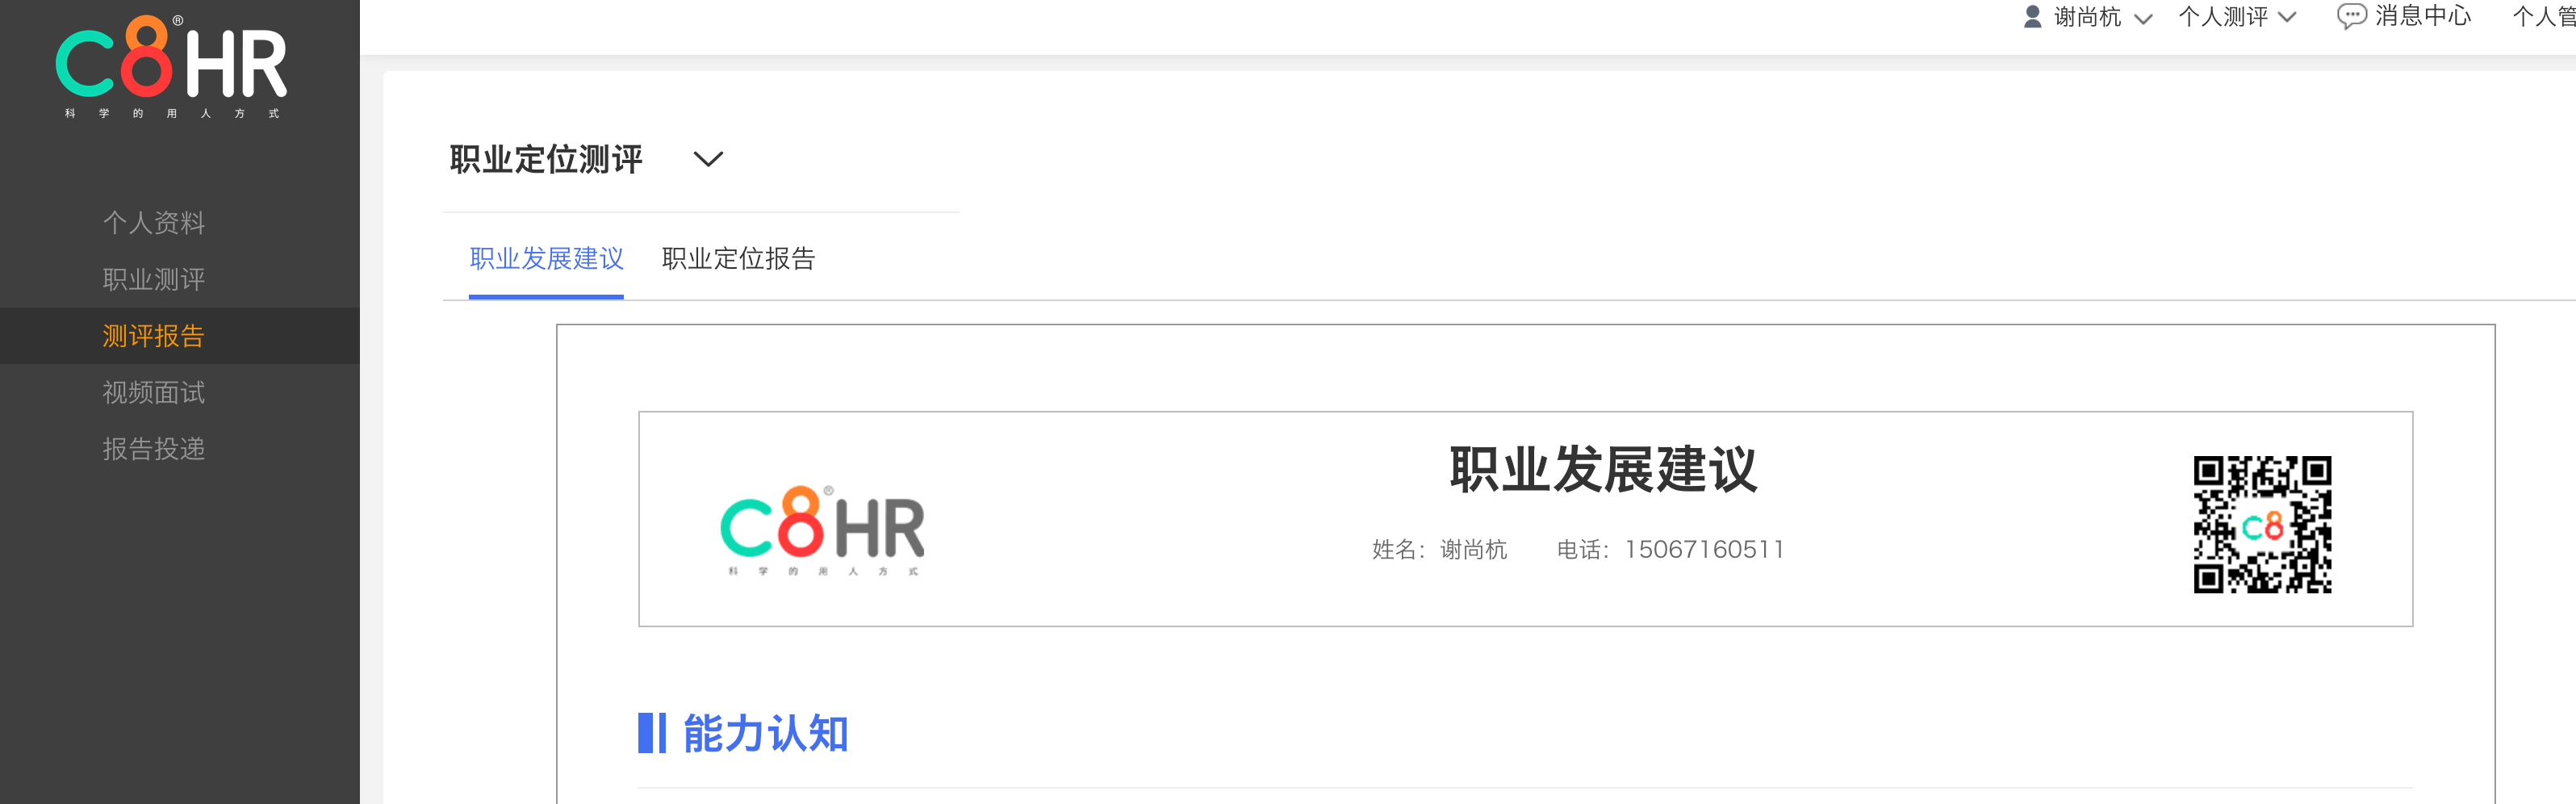 C8HR®
科学的用人方式
谢尚杭 个人测评 消息中心 个人管
职业定位测评
个人资料
职业测评
测评报告
视频面试
报告投递
职业发展建议 职业定位报告
职业发展建议
C8HR®
科学的用人方式
姓名：谢尚杭 电话：15067160511
C8
能力认知